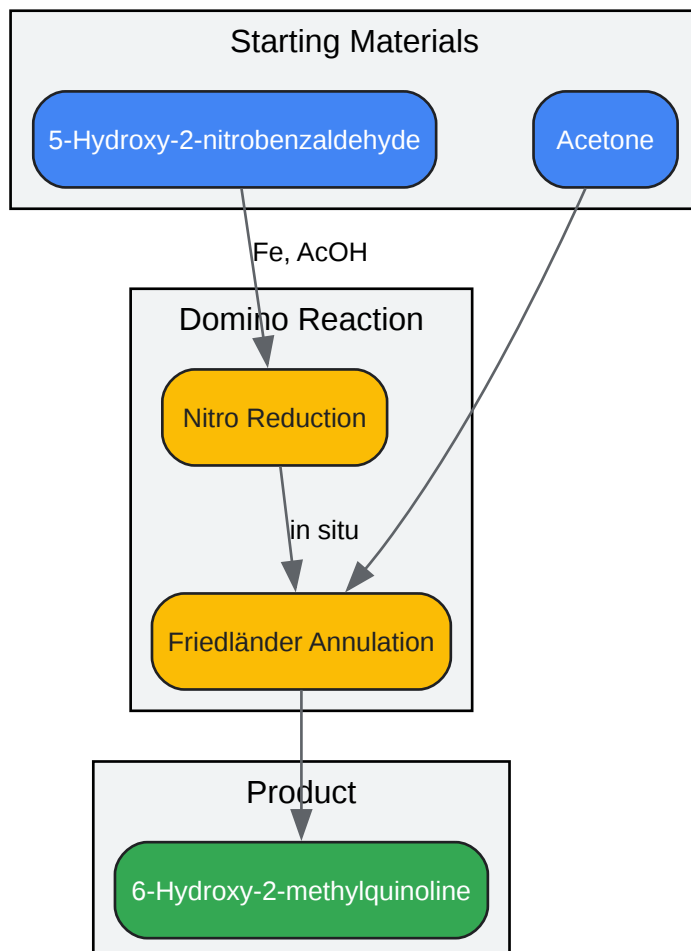 Starting Materials
5-Hydroxy-2-nitrobenzaldehyde
Acetone
Fe, AcOH
Domino Reaction
Nitro Reduction
in situ
Friedländer Annulation
Product
6-Hydroxy-2-methylquinoline